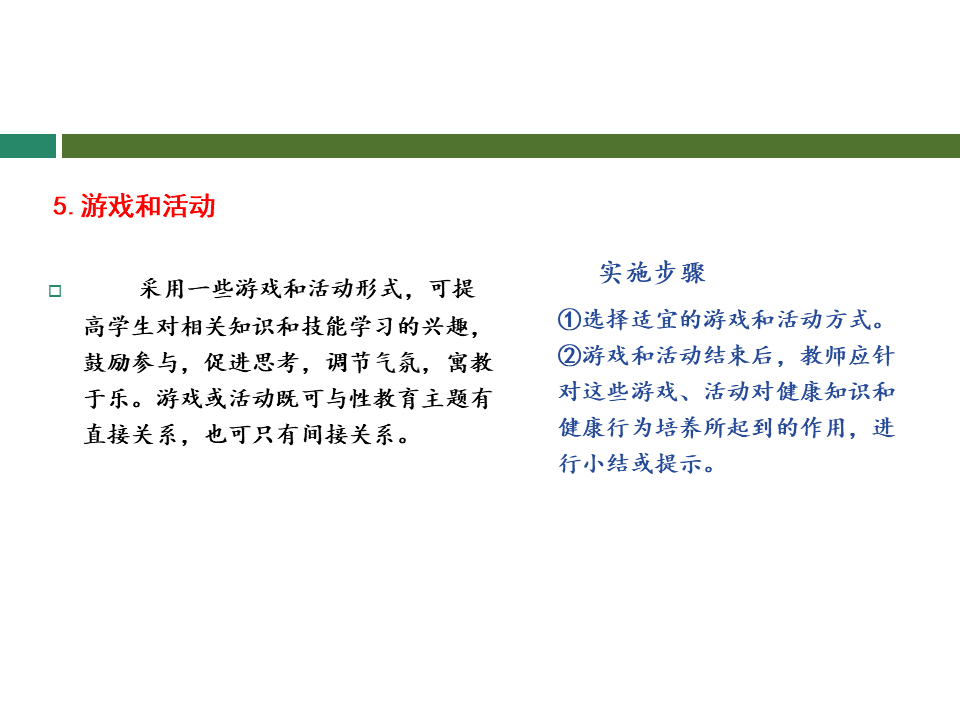 5.游戏和活动
采用一些游戏和活动形式，可提
高学生对相关知识和技能学习的兴趣，
鼓励参与，促进思考，调节气氛，寓教
于乐。游戏或活动既可与性教育主题有
直接关系，也可只有间接关系。
实施步骤
①选择适宜的游戏和活动方式。
②游戏和活动结束后，教师应针
对这些游戏、活动对健康知识和
健康行为培养所起到的作用，进
行小结或提示。